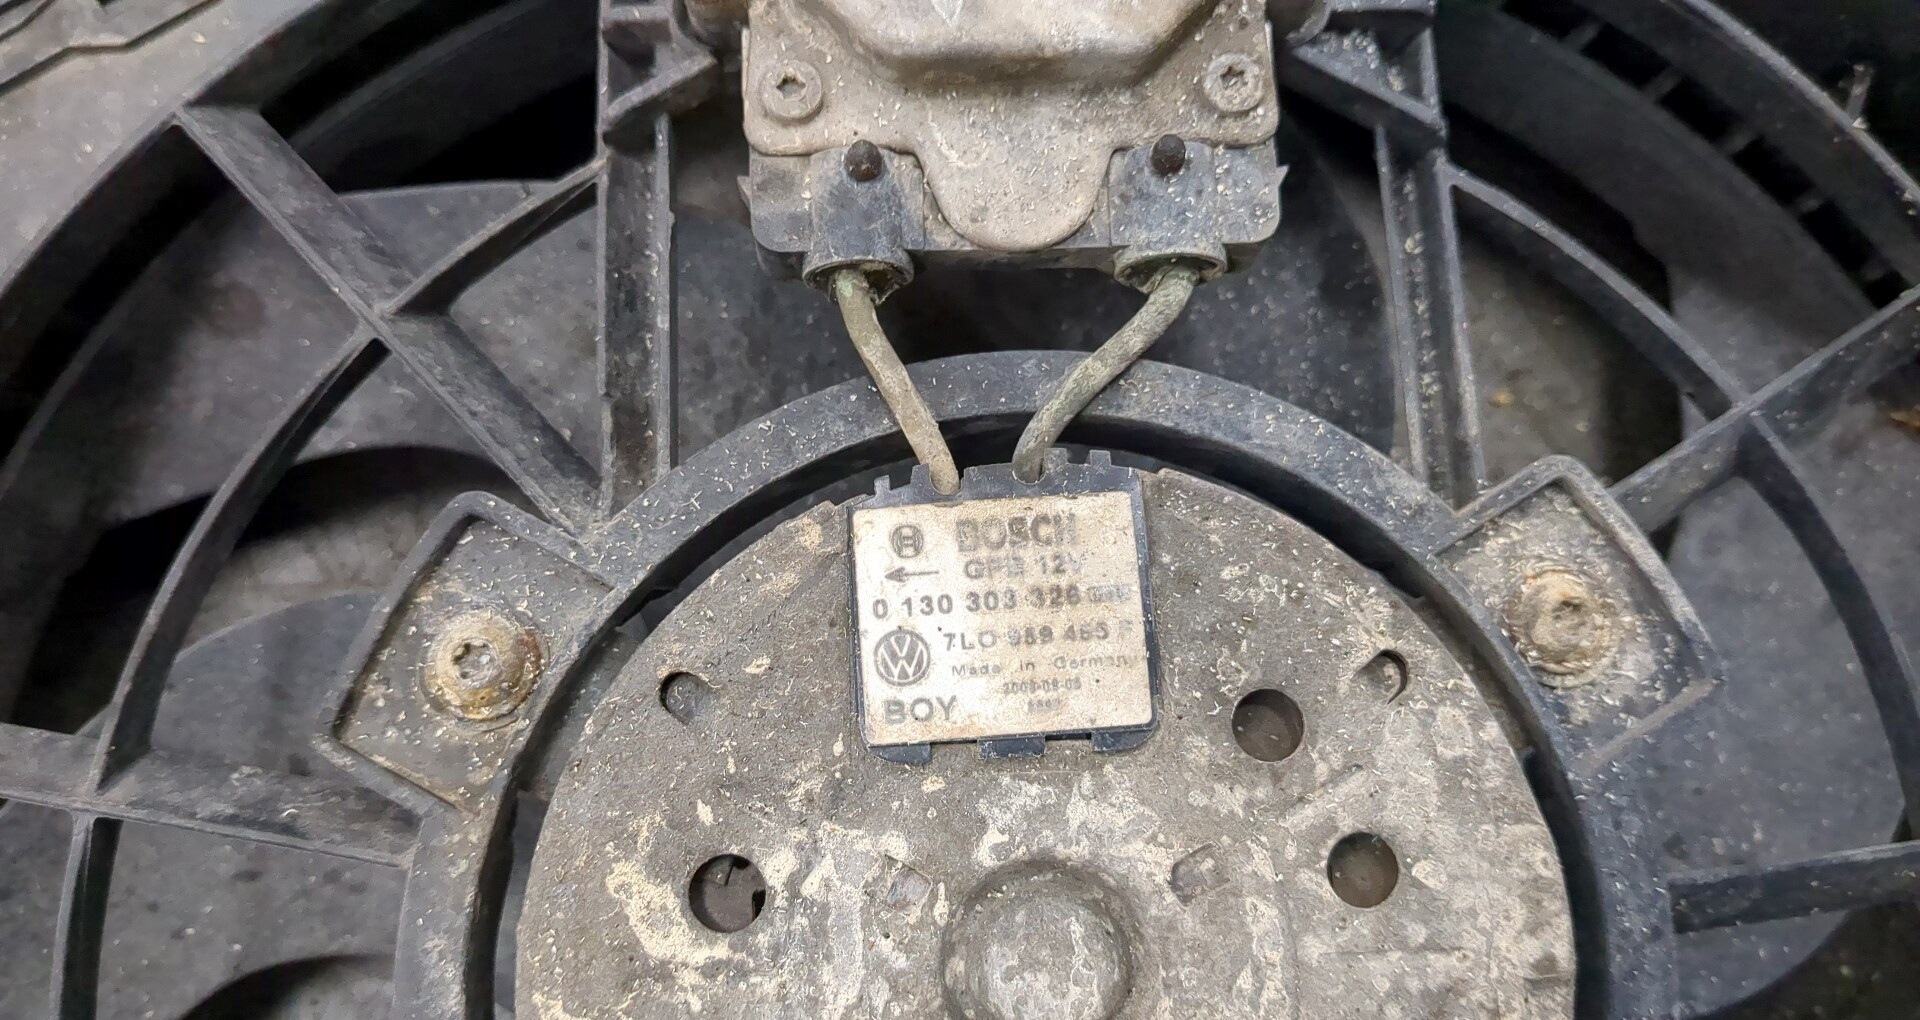 BOSCH
GPB 12V
0 130 303 326
7L0 959 455 F
Made in Germany
BOY